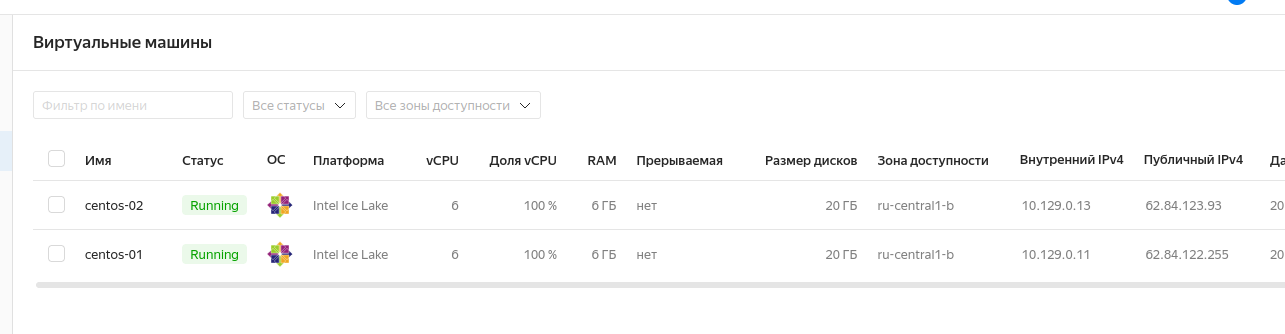 Виртуальные машины
Фильтр по имени Все статусы Все зоны доступности
Имя Статус ОС Платформа vCPU Доля vCPU RAM Прерываемая Размер дисков Зона доступности Внутренний IPv4 Публичный IPv4 Да
centos-02 Running Intel Ice Lake 6 100 % 6 ГБ нет 20 ГБ ru-central1-b 10.129.0.13 62.84.123.93 20
centos-01 Running Intel Ice Lake 6 100 % 6 ГБ нет 20 ГБ ru-central1-b 10.129.0.11 62.84.122.255 20